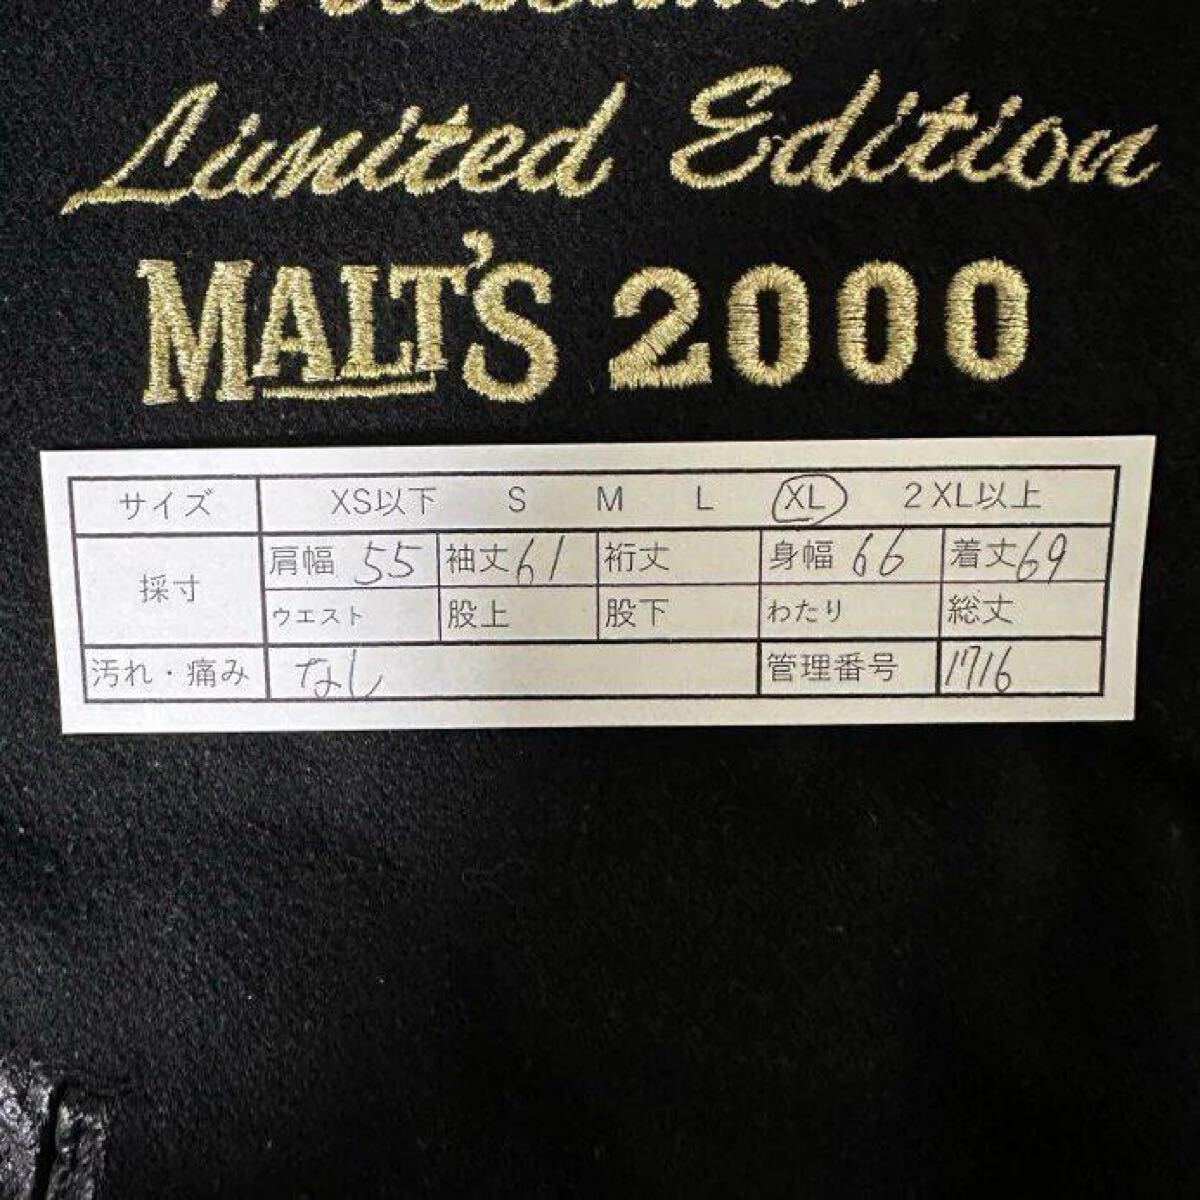 Limited Edition
MALT'S 2000
サイズ XS以下 S M L XL 2XL以上
採寸 肩幅 55 袖丈 61 裄丈 身幅 66 着丈 69
ウエスト 股上 股下 わたり 総丈
汚れ・痛み なし 管理番号 1716